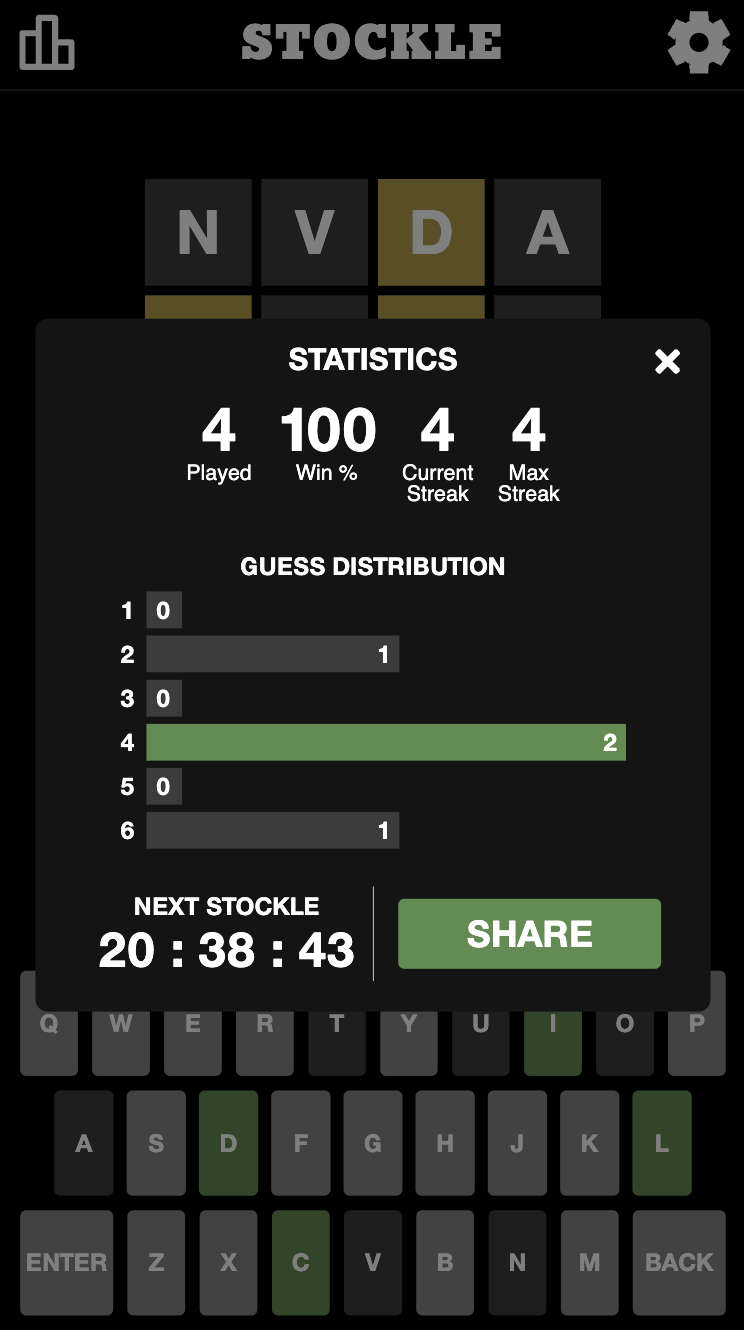 STOCKLE
N V D A
STATISTICS
4 100 4 4
Played Win % Current Max
Streak Streak
GUESS DISTRIBUTION
1 0
2 1
3 0
4 2
5 0
6 1
NEXT STOCKLE
20 : 38 : 43
SHARE
Q W E R T Y U I O P
A S D F G H J K L
ENTER Z X C V B N M BACK